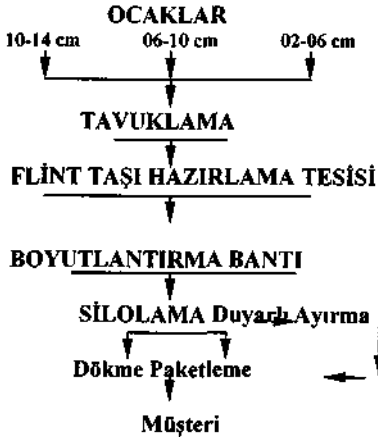 OCAKLAR
10-14 cm 06-10 cm 02-06 cm
TAVUKLAMA
FLİNT TAŞI HAZIRLAMA TESİSİ
BOYUTLANTIRMA BANTI
SİLOLAMA Duyarlı Ayırma
Dökme Paketleme
Müşteri